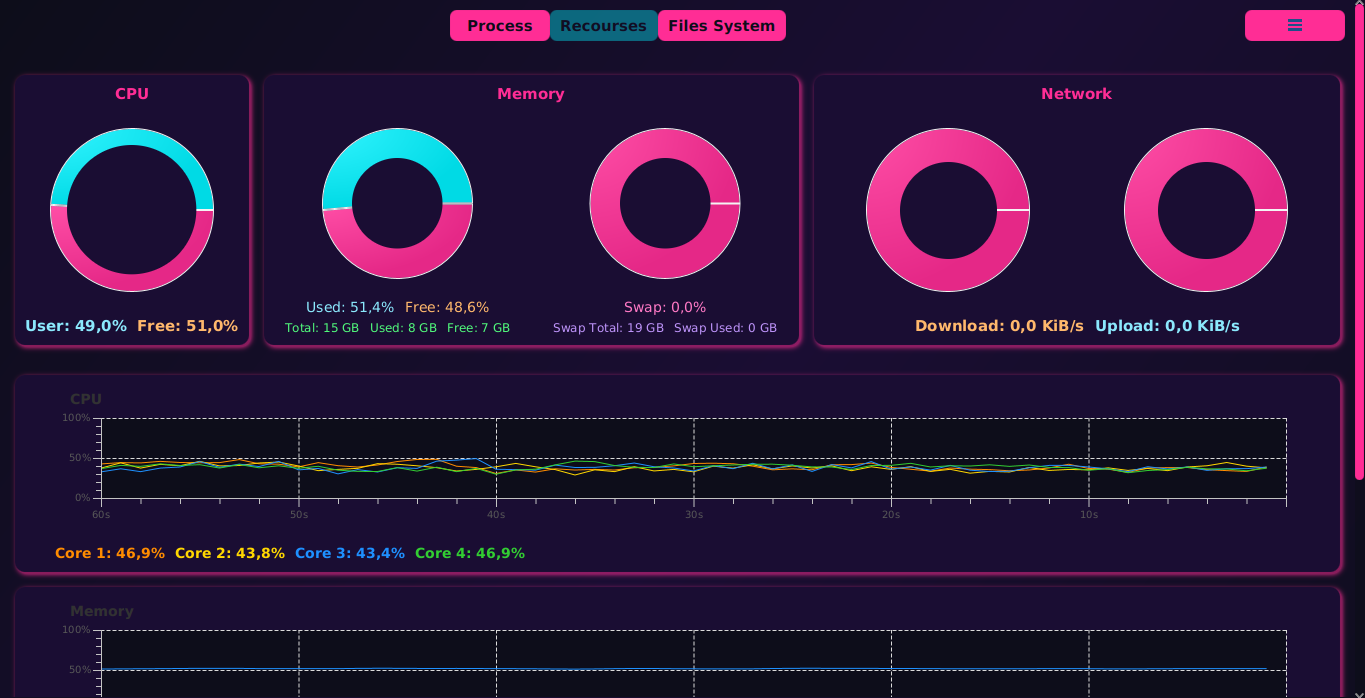 Process Recourses Files System
CPU Memory Network
Used: 51,4% Free: 48,6% Swap: 0,0%
User: 49,0% Free: 51,0% Total: 15 GB Used: 8 GB Free: 7 GB Swap Total: 19 GB Swap Used: 0 GB Download: 0,0 KiB/s Upload: 0,0 KiB/s
CPU
100%
50%
0%
60s 50s 40s 30s 20s 10s
Core 1: 46,9% Core 2: 43,8% Core 3: 43,4% Core 4: 46,9%
Memory
100%
50%